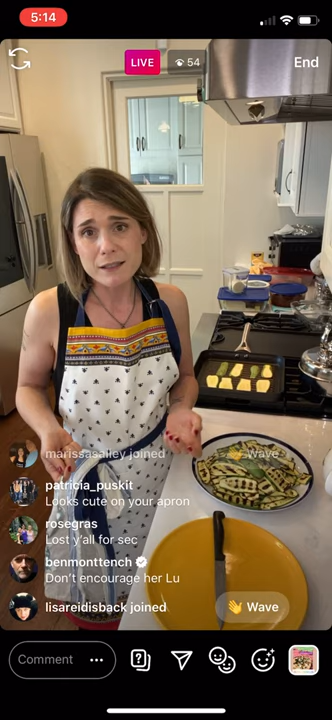 5:14
LIVE
54
End
marissasalley joined
Wave
patricia_puskit
Looks cute on your apron
rosegras
Lost y'all for sec
benmonttench
Don't encourage her Lu
lisareidisback joined
Wave
Comment